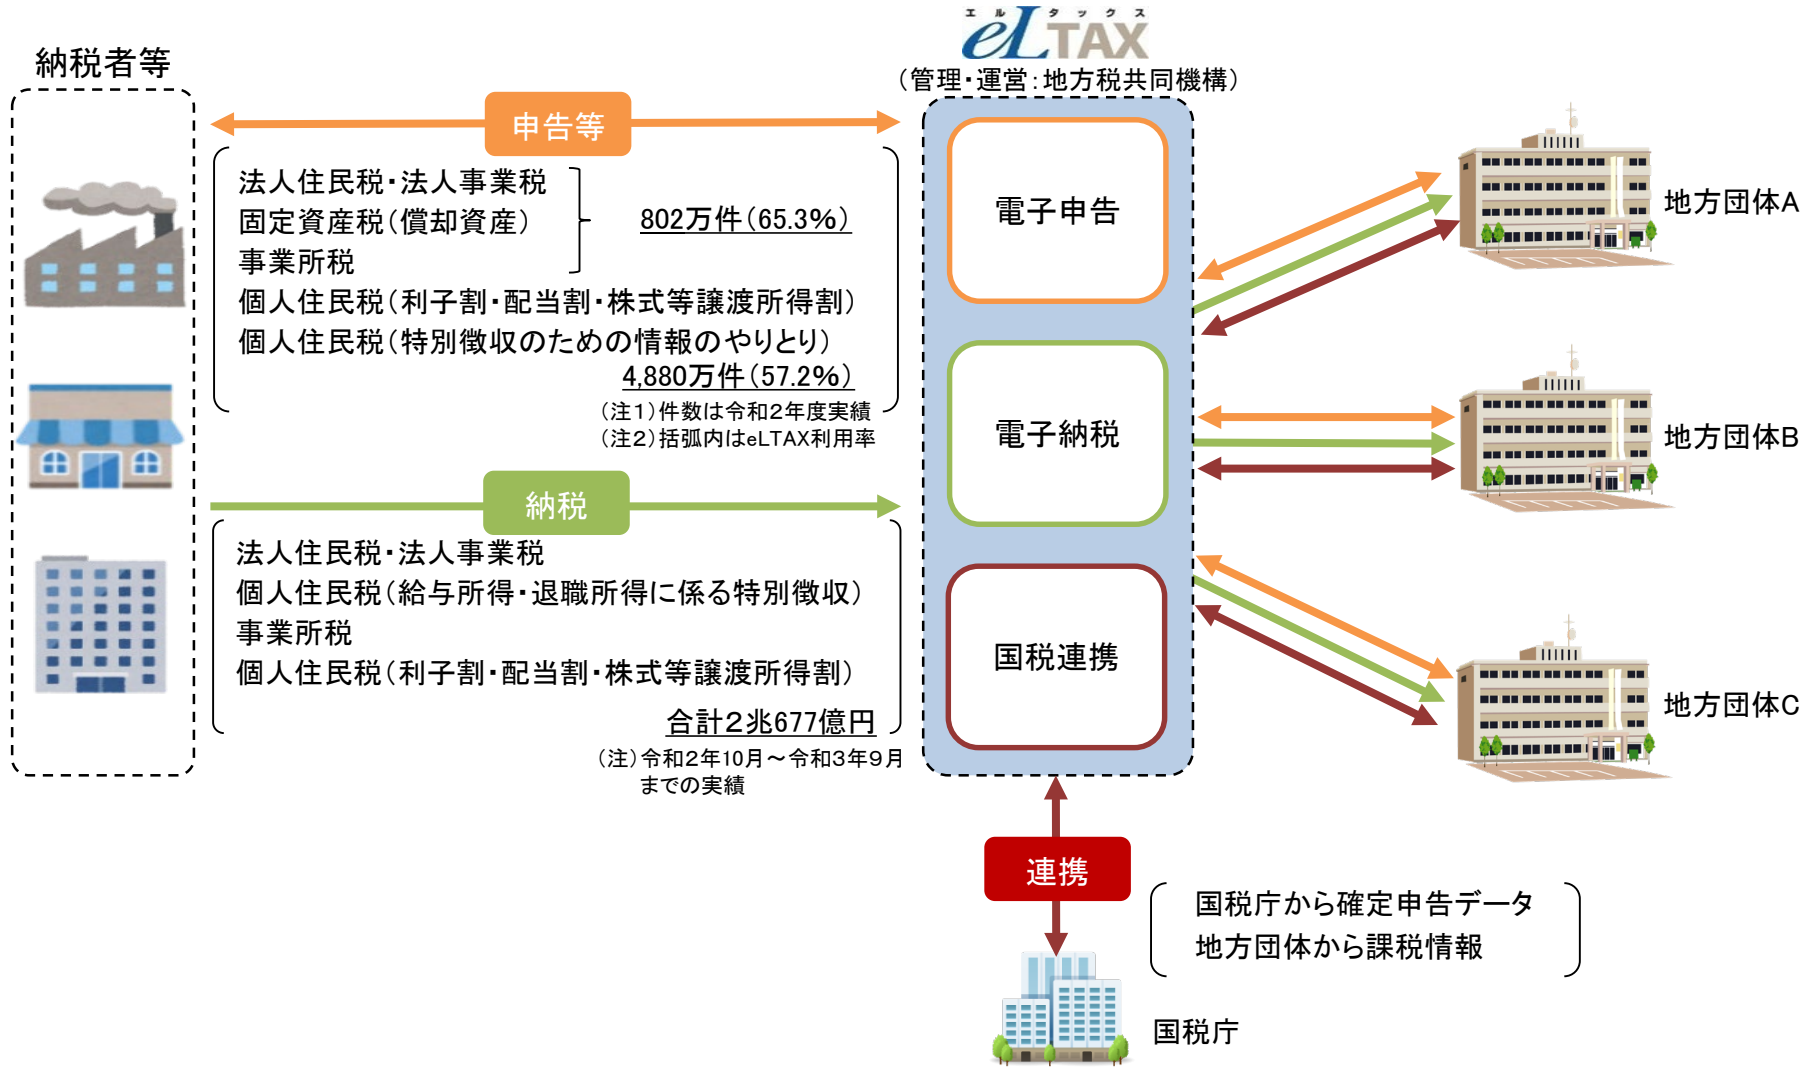 納税者等
エルタックス
eLTAX
（管理・運営：地方税共同機構）
申告等
法人住民税・法人事業税
固定資産税（償却資産）
事業所税
802万件（65.3%）
個人住民税（利子割・配当割・株式等譲渡所得割）
個人住民税（特別徴収のための情報のやりとり）
4,880万件（57.2%）
（注１）件数は令和２年度実績
（注２）括弧内はeLTAX利用率
納税
法人住民税・法人事業税
個人住民税（給与所得・退職所得に係る特別徴収）
事業所税
個人住民税（利子割・配当割・株式等譲渡所得割）
合計２兆677億円
（注）令和２年10月～令和３年９月
までの実績
電子申告
電子納税
国税連携
地方団体A
地方団体B
地方団体C
連携
国税庁から確定申告データ
地方団体から課税情報
国税庁